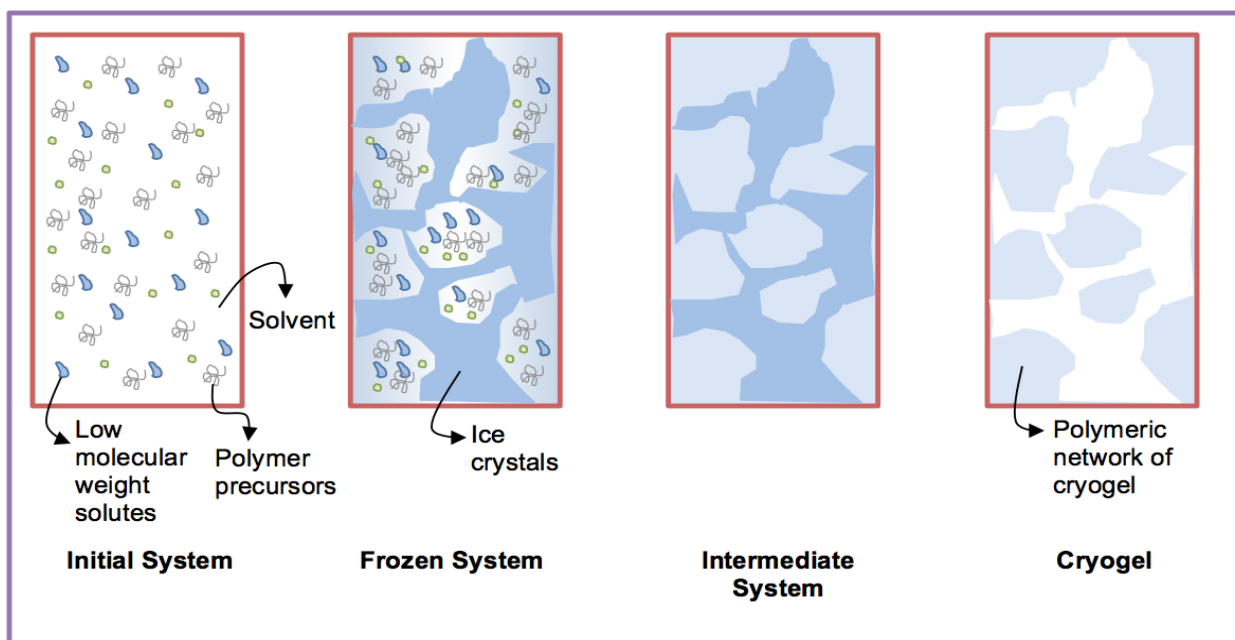 Solvent
Low
molecular
weight
solutes
Polymer
precursors
Ice
crystals
Polymeric
network of
cryogel
Initial System
Frozen System
Intermediate
System
Cryogel